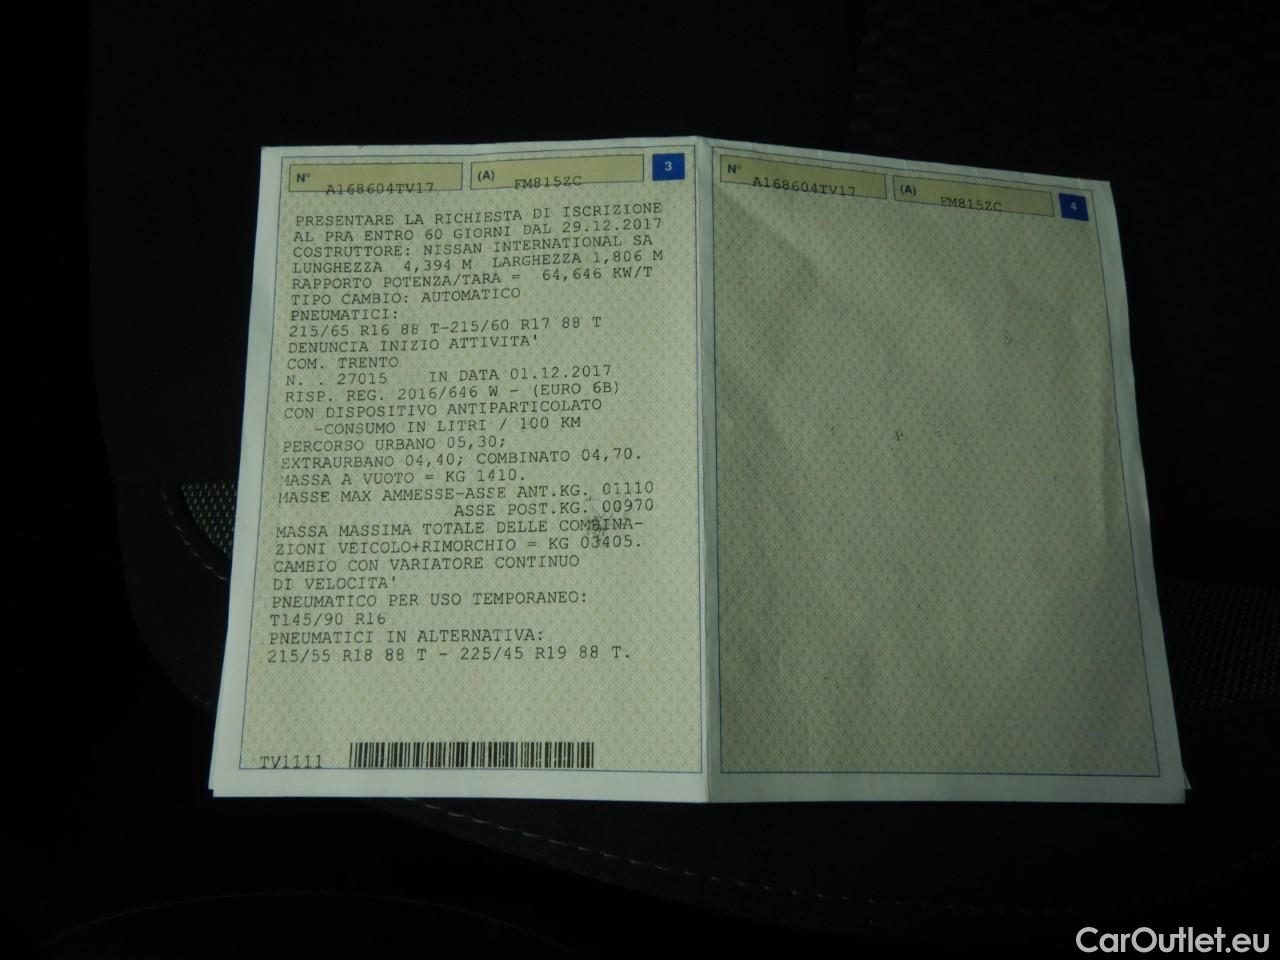 N° A168604TV17 (A) FM815ZC 3
PRESENTARE LA RICHIESTA DI ISCRIZIONE
AL PRA ENTRO 60 GIORNI DAL 29.12.2017
COSTRUTTORE: NISSAN INTERNATIONAL SA
LUNGHEZZA 4,394 M LARGHEZZA 1,806 M
RAPPORTO POTENZA/TARA = 64,646 KW/T
TIPO CAMBIO: AUTOMATICO
PNEUMATICI:
215/65 R16 88 T-215/60 R17 88 T
DENUNCIA INIZIO ATTIVITA'
COM. TRENTO
N. . 27015 IN DATA 01.12.2017
RISP. REG. 2016/646 W - (EURO 6B)
CON DISPOSITIVO ANTIPARTICOLATO
-CONSUMO IN LITRI / 100 KM
PERCORSO URBANO 05,30;
EXTRAURBANO 04,40; COMBINATO 04,70.
MASSA A VUOTO = KG 1410.
MASSE MAX AMMESSE-ASSE ANT.KG. 01110
ASSE POST.KG. 00970
MASSA MASSIMA TOTALE DELLE COMBINA-
ZIONI VEICOLO+RIMORCHIO = KG 03405.
CAMBIO CON VARIATORE CONTINUO
DI VELOCITA'
PNEUMATICO PER USO TEMPORANEO:
T145/90 R16
PNEUMATICI IN ALTERNATIVA:
215/55 R18 88 T - 225/45 R19 88 T.
TV1111
N° A168604TV17 (A) FM815ZC 4
CarOutlet.eu